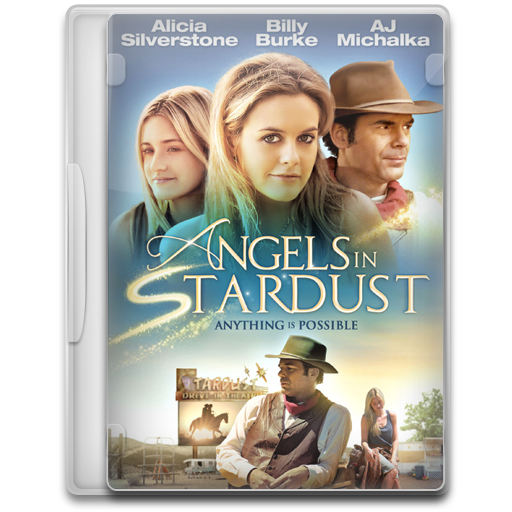 Alicia Silverstone
Billy Burke
AJ Michalka
ANGELS IN
STARDUST
ANYTHING IS POSSIBLE
STARDUST
DRIVE IN THEATRE